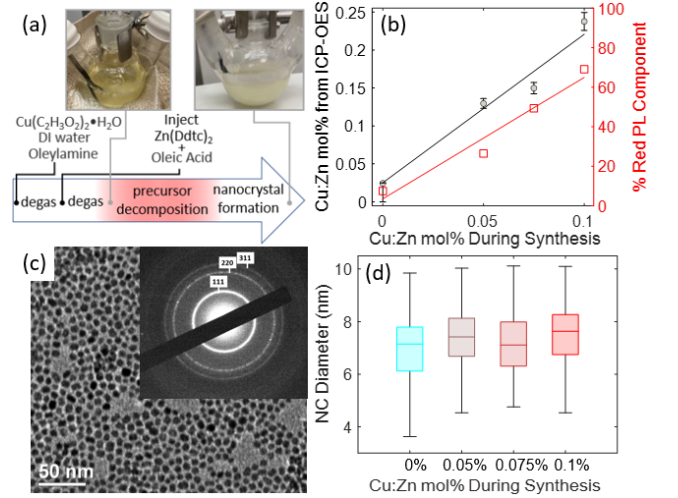 (a)
Cu(C₂H₃O₂)₂•H₂O
DI water
Oleylamine
Inject
Zn(Ddtc)₂
+
Oleic Acid
degas
degas
precursor
decomposition
nanocrystal
formation
(b)
Cu:Zn mol% from ICP-OES
0.25
0.2
0.15
0.1
0.05
0
0
0.05
0.1
Cu:Zn mol% During Synthesis
100
80
60
40
20
0
% Red PL Component
(c)
111
220
311
50 nm
(d)
NC Diameter (nm)
10
8
6
4
0%
0.05%
0.075%
0.1%
Cu:Zn mol% During Synthesis